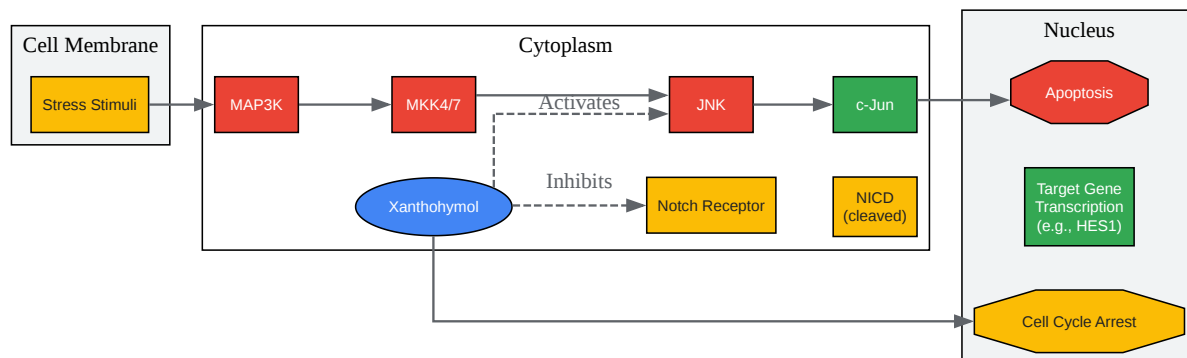 Cell Membrane
Stress Stimuli
Cytoplasm
MAP3K
MKK4/7
Activates
JNK
c-Jun
Xanthohymol
Inhibits
Notch Receptor
NICD
(cleaved)
Nucleus
Apoptosis
Target Gene
Transcription
(e.g., HES1)
Cell Cycle Arrest